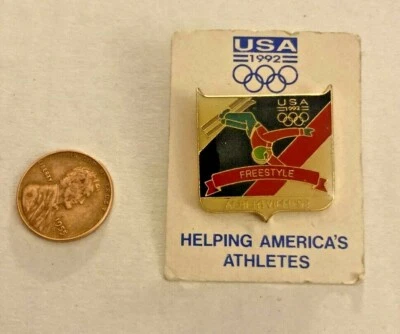 USA
1992
USA
1992
FREESTYLE
HELPING AMERICA'S
ATHLETES